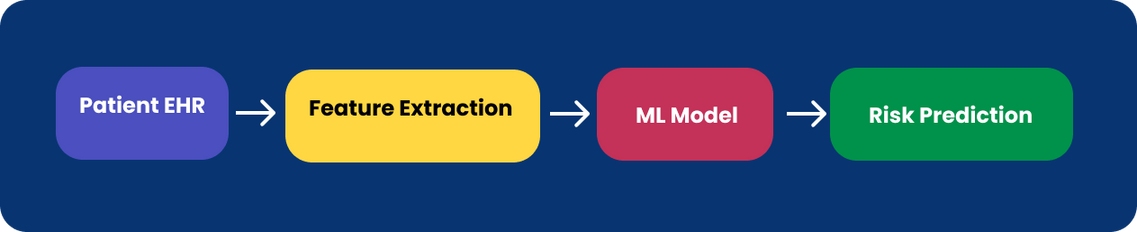 Patient EHR
Feature Extraction
ML Model
Risk Prediction